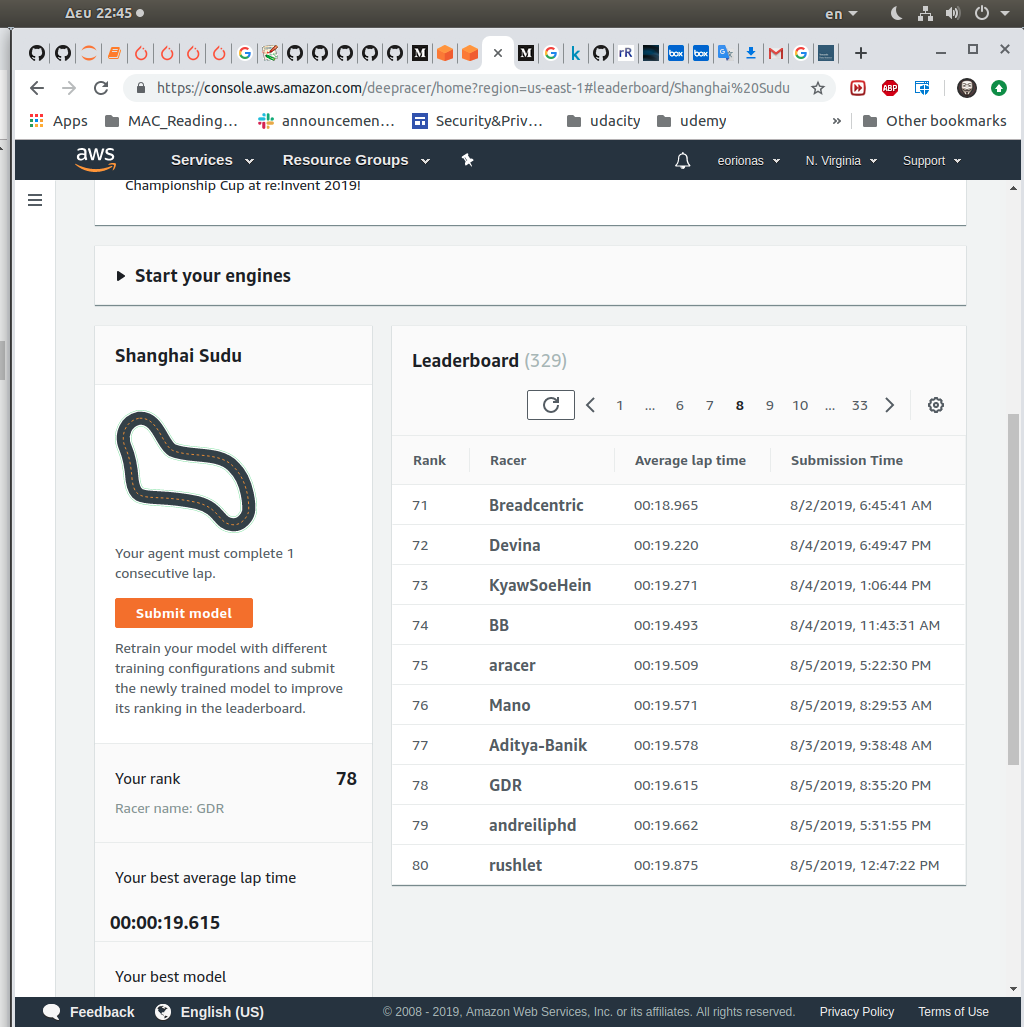 Δευ 22:45
en
https://console.aws.amazon.com/deepracer/home?region=us-east-1#leaderboard/Shanghai%20Sudu
Apps
MAC_Reading...
announcemen...
Security&Priv...
udacity
udemy
»
Other bookmarks
aws
Services
Resource Groups
eorionas
N. Virginia
Support
Championship Cup at re:Invent 2019!
Start your engines
Shanghai Sudu
Your agent must complete 1
consecutive lap.
Submit model
Retrain your model with different
training configurations and submit
the newly trained model to improve
its ranking in the leaderboard.
Your rank 78
Racer name: GDR
Your best average lap time
00:00:19.615
Your best model
Leaderboard (329)
1 ... 6 7 8 9 10 ... 33
Rank Racer Average lap time Submission Time
71 Breadcentric 00:18.965 8/2/2019, 6:45:41 AM
72 Devina 00:19.220 8/4/2019, 6:49:47 PM
73 KyawSoeHein 00:19.271 8/4/2019, 1:06:44 PM
74 BB 00:19.493 8/4/2019, 11:43:31 AM
75 aracer 00:19.509 8/5/2019, 5:22:30 PM
76 Mano 00:19.571 8/5/2019, 8:29:53 AM
77 Aditya-Banik 00:19.578 8/3/2019, 9:38:48 AM
78 GDR 00:19.615 8/5/2019, 8:35:20 PM
79 andreiliphd 00:19.662 8/5/2019, 5:31:55 PM
80 rushlet 00:19.875 8/5/2019, 12:47:22 PM
Feedback
English (US)
© 2008 - 2019, Amazon Web Services, Inc. or its affiliates. All rights reserved.
Privacy Policy
Terms of Use